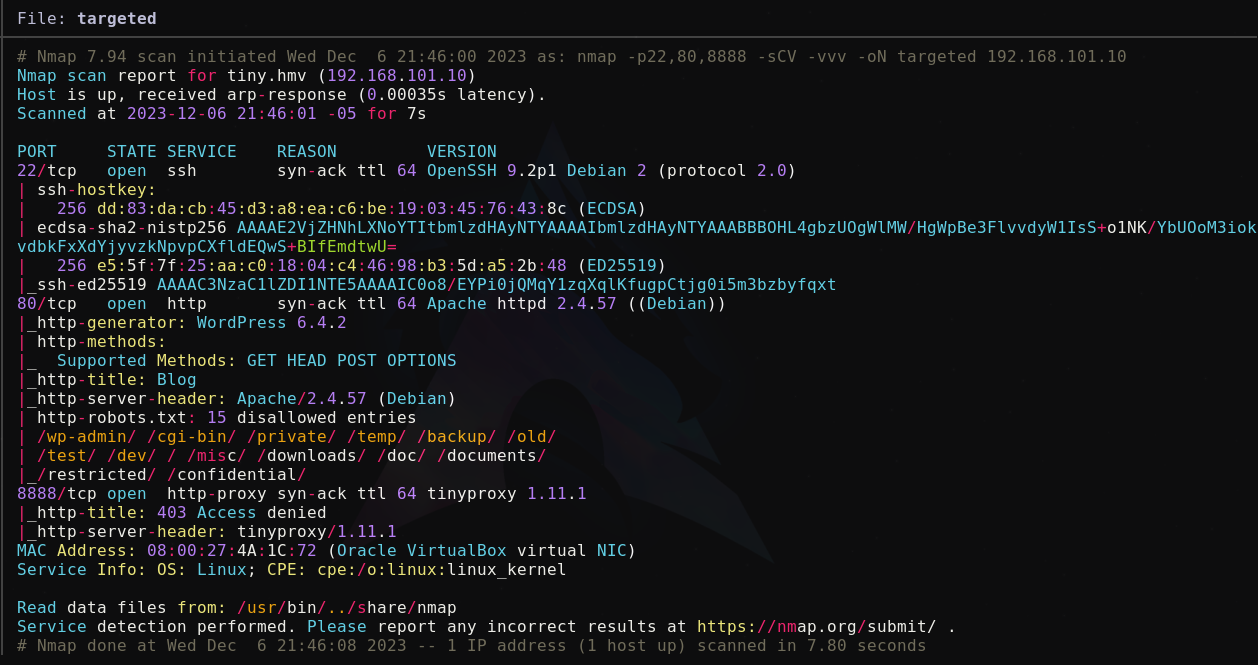 File: targeted
# Nmap 7.94 scan initiated Wed Dec  6 21:46:00 2023 as: nmap -p22,80,8888 -sCV -vvv -oN targeted 192.168.101.10
Nmap scan report for tiny.hmv (192.168.101.10)
Host is up, received arp-response (0.00035s latency).
Scanned at 2023-12-06 21:46:01 -05 for 7s
PORT     STATE SERVICE    REASON         VERSION
22/tcp   open  ssh        syn-ack ttl 64 OpenSSH 9.2p1 Debian 2 (protocol 2.0)
| ssh-hostkey:
|   256 dd:83:da:cb:45:d3:a8:ea:c6:be:19:03:45:76:43:8c (ECDSA)
| ecdsa-sha2-nistp256 AAAAE2VjZHNhLXNoYTItbmlzdHAyNTYAAAAIbmlzdHAyNTYAAABBBOHL4gbzUOgWlMW/HgWpBe3FlvvdyW1IsS+o1NK/YbUOoM3iok
vdbkFxXdYjyvzkNpvpCXfldEQwS+BIfEmdtwU=
|   256 e5:5f:7f:25:aa:c0:18:04:c4:46:98:b3:5d:a5:2b:48 (ED25519)
|_ssh-ed25519 AAAAC3NzaC1lZDI1NTE5AAAAIC0o8/EYPi0jQMqY1zqXqlKfugpCtjg0i5m3bzbyfqxt
80/tcp   open  http       syn-ack ttl 64 Apache httpd 2.4.57 ((Debian))
|_http-generator: WordPress 6.4.2
| http-methods:
|_  Supported Methods: GET HEAD POST OPTIONS
|_http-title: Blog
|_http-server-header: Apache/2.4.57 (Debian)
| http-robots.txt: 15 disallowed entries
| /wp-admin/ /cgi-bin/ /private/ /temp/ /backup/ /old/
| /test/ /dev/ / /misc/ /downloads/ /doc/ /documents/
|_/restricted/ /confidential/
8888/tcp open  http-proxy syn-ack ttl 64 tinyproxy 1.11.1
|_http-title: 403 Access denied
|_http-server-header: tinyproxy/1.11.1
MAC Address: 08:00:27:4A:1C:72 (Oracle VirtualBox virtual NIC)
Service Info: OS: Linux; CPE: cpe:/o:linux:linux_kernel
Read data files from: /usr/bin/../share/nmap
Service detection performed. Please report any incorrect results at https://nmap.org/submit/ .
# Nmap done at Wed Dec  6 21:46:08 2023 -- 1 IP address (1 host up) scanned in 7.80 seconds